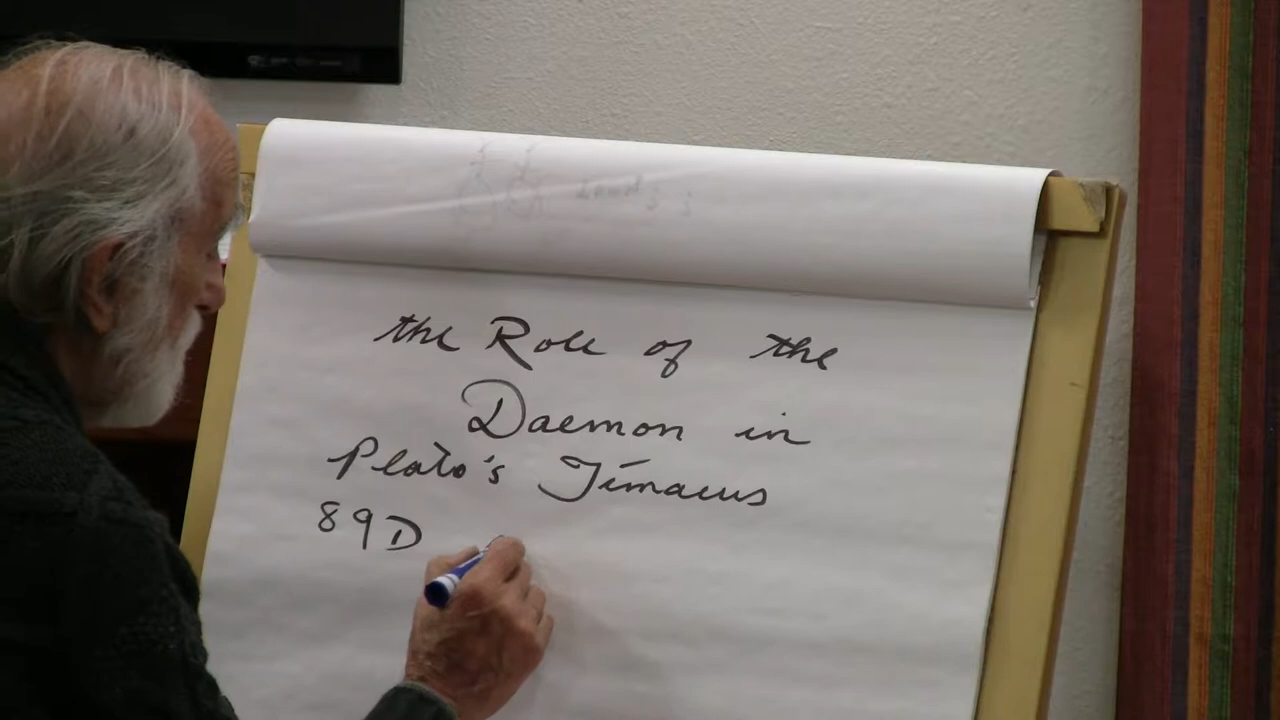 the Role of the
Daemon in
Plato's Timaeus
89D